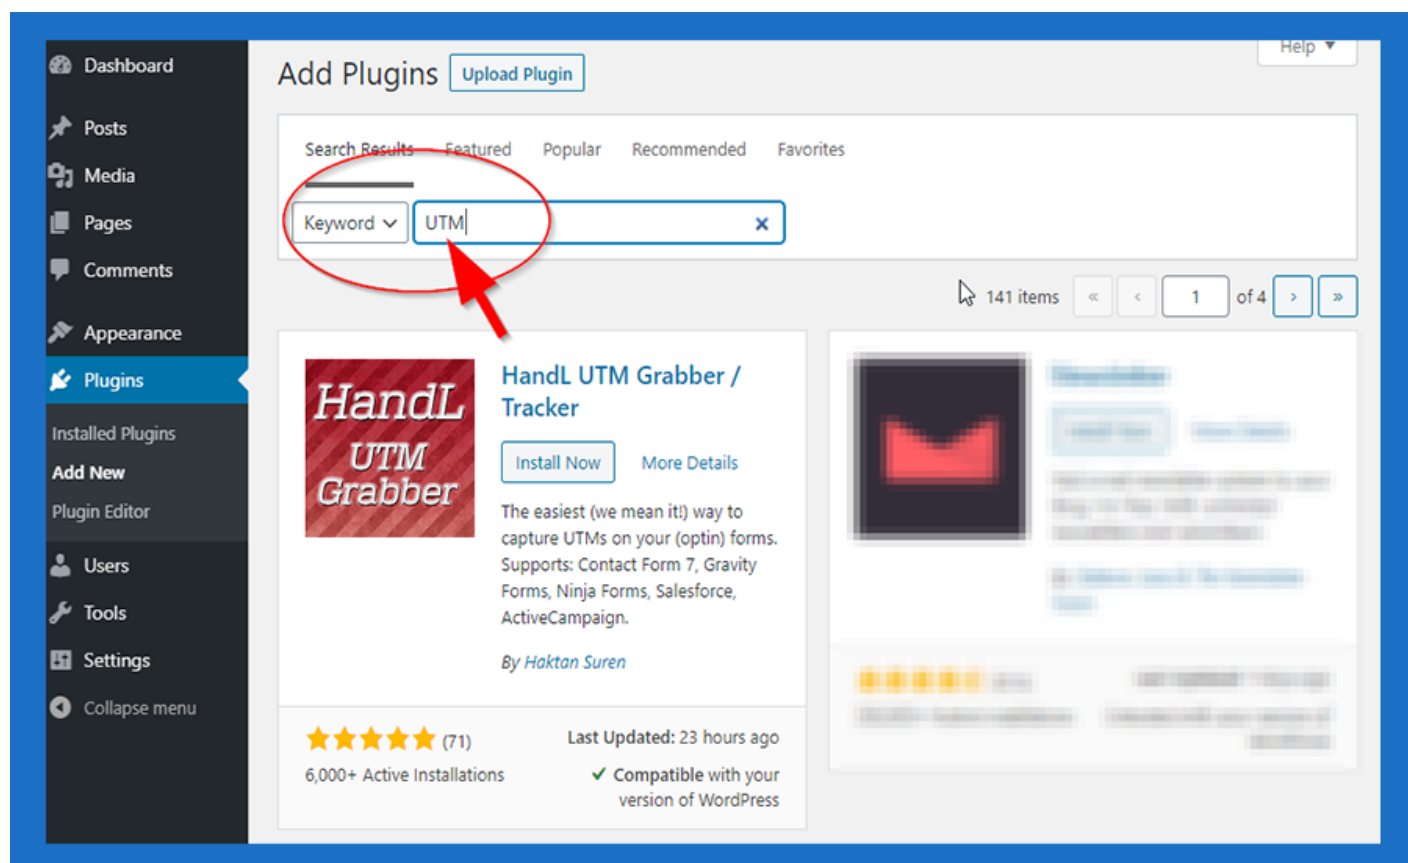 Dashboard
Posts
Media
Pages
Comments
Appearance
Plugins
Installed Plugins
Add New
Plugin Editor
Users
Tools
Settings
Collapse menu
Help
Add Plugins Upload Plugin
Search Results Featured Popular Recommended Favorites
Keyword UTM
141 items « ‹ 1 of 4 › »
HandL
UTM
Grabber
HandL UTM Grabber /
Tracker
Install Now More Details
The easiest (we mean it!) way to
capture UTMs on your (optin) forms.
Supports: Contact Form 7, Gravity
Forms, Ninja Forms, Salesforce,
ActiveCampaign.
By Haktan Suren
(71) Last Updated: 23 hours ago
6,000+ Active Installations ✓ Compatible with your
version of WordPress